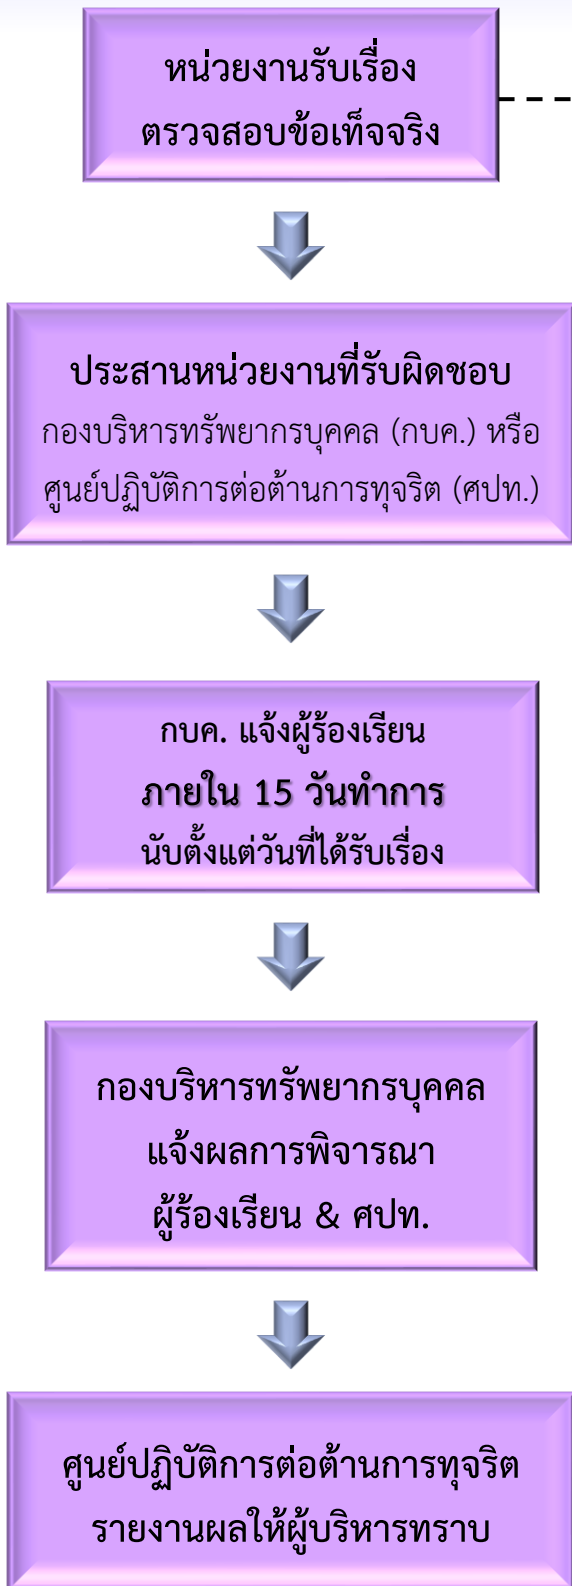 หน่วยงานรับเรื่อง
ตรวจสอบข้อเท็จจริง
ประสานหน่วยงานที่รับผิดชอบ
กองบริหารทรัพยากรบุคคล (กบค.) หรือ
ศูนย์ปฏิบัติการต่อต้านการทุจริต (ศปท.)
กบค. แจ้งผู้ร้องเรียน
ภายใน 15 วันทำการ
นับตั้งแต่วันที่ได้รับเรื่อง
กองบริหารทรัพยากรบุคคล
แจ้งผลการพิจารณา
ผู้ร้องเรียน & ศปท.
ศูนย์ปฏิบัติการต่อต้านการทุจริต
รายงานผลให้ผู้บริหารทราบ